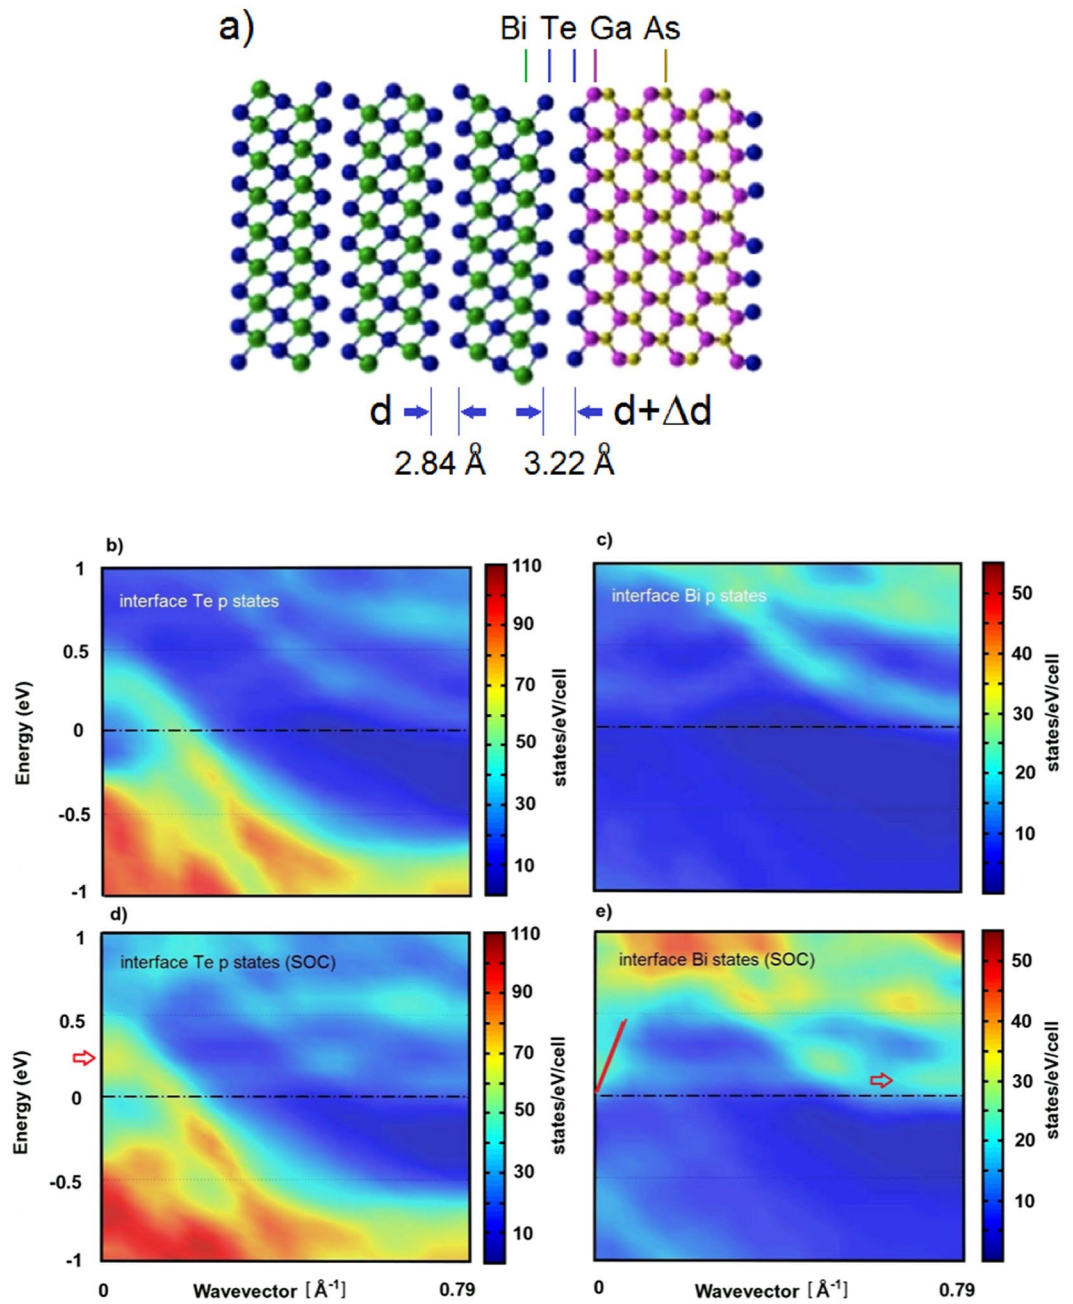 a)
Bi Te Ga As
d d+Δd
2.84 Å 3.22 Å
b)
interface Te p states
1
0.5
0
-0.5
-1
Energy (eV)
110
90
70
50
30
10
states/eV/cell
c)
interface Bi p states
50
40
30
20
10
states/eV/cell
d)
interface Te p states (SOC)
1
0.5
0
-0.5
-1
Energy (eV)
0 Wavevector [Å-1] 0.79
110
90
70
50
30
10
states/eV/cell
e)
interface Bi states (SOC)
0 Wavevector [Å-1] 0.79
50
40
30
20
10
states/eV/cell